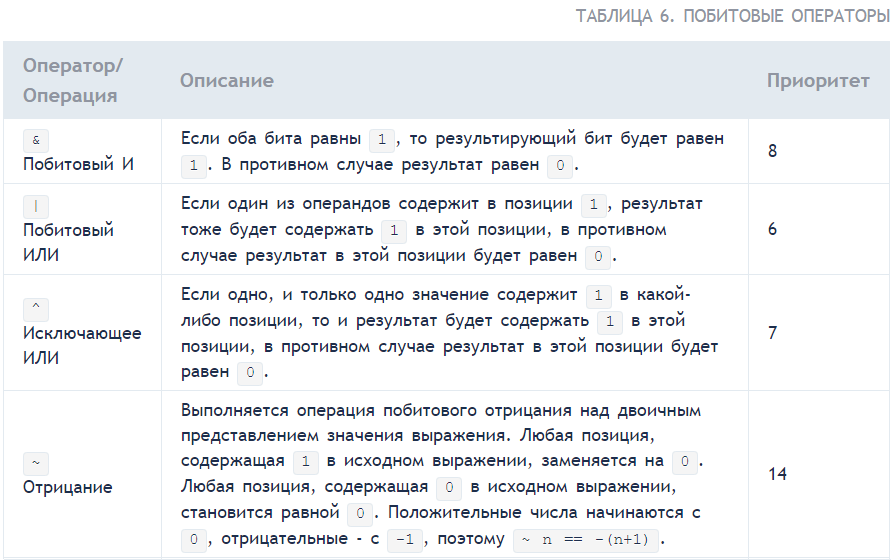 ТАБЛИЦА 6. ПОБИТОВЫЕ ОПЕРАТОРЫ
Оператор/
Операция
Описание
Приоритет
&
Побитовый И
Если оба бита равны 1, то результирующий бит будет равен
1. В противном случае результат равен 0.
8
|
Побитовый
ИЛИ
Если один из операндов содержит в позиции 1, результат
тоже будет содержать 1 в этой позиции, в противном
случае результат в этой позиции будет равен 0.
6
^
Исключающее
ИЛИ
Если одно, и только одно значение содержит 1 в какой-
либо позиции, то и результат будет содержать 1 в этой
позиции, в противном случае результат в этой позиции будет
равен 0.
7
~
Отрицание
Выполняется операция побитового отрицания над двоичным
представлением значения выражения. Любая позиция,
содержащая 1 в исходном выражении, заменяется на 0.
Любая позиция, содержащая 0 в исходном выражении,
становится равной 0. Положительные числа начинаются с
0, отрицательные - с -1, поэтому ~ n == -(n+1).
14